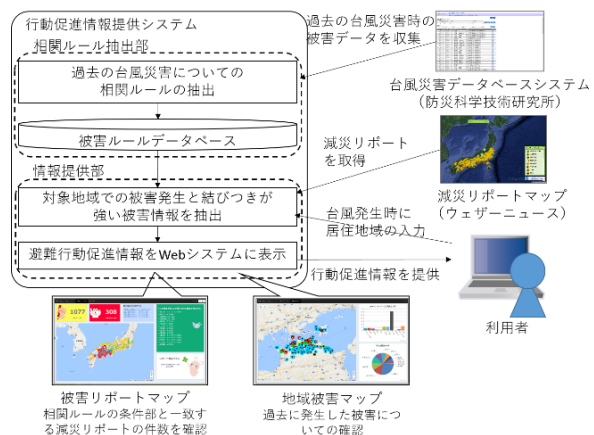 行動促進情報提供システム
相関ルール抽出部
過去の台風災害についての
相関ルールの抽出
被害ルールデータベース
情報提供部
対象地域での被害発生と結びつきが
強い被害情報を抽出
避難行動促進情報をWebシステムに表示
過去の台風災害時の
被害データを収集
台風災害データベースシステム
（防災科学技術研究所）
減災リポート
を取得
減災リポートマップ
（ウェザーニュース）
台風発生時に
居住地域の入力
行動促進情報を提供
利用者
1077
308
被害リポートマップ
相関ルールの条件部と一致す
る減災リポートの件数を確認
地域被害マップ
過去に発生した被害につ
いての確認